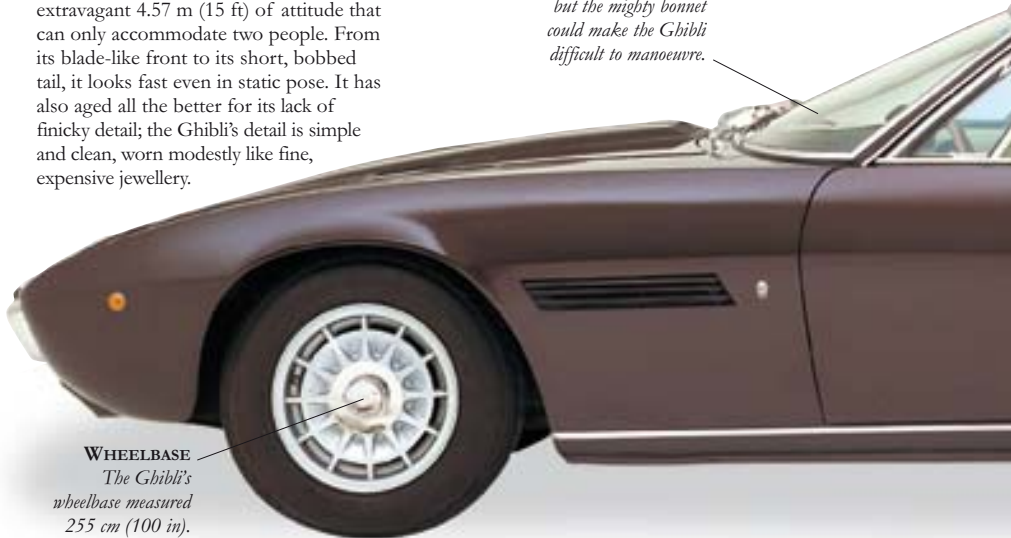 extravagant 4.57 m (15 ft) of attitude that
can only accommodate two people. From
its blade-like front to its short, bobbed
tail, it looks fast even in static pose. It has
also aged all the better for its lack of
finicky detail; the Ghibli's detail is simple
and clean, worn modestly like fine,
expensive jewellery.
but the mighty bonnet
could make the Ghibli
difficult to manoeuvre.
WHEELBASE
The Ghibli's
wheelbase measured
255 cm (100 in).